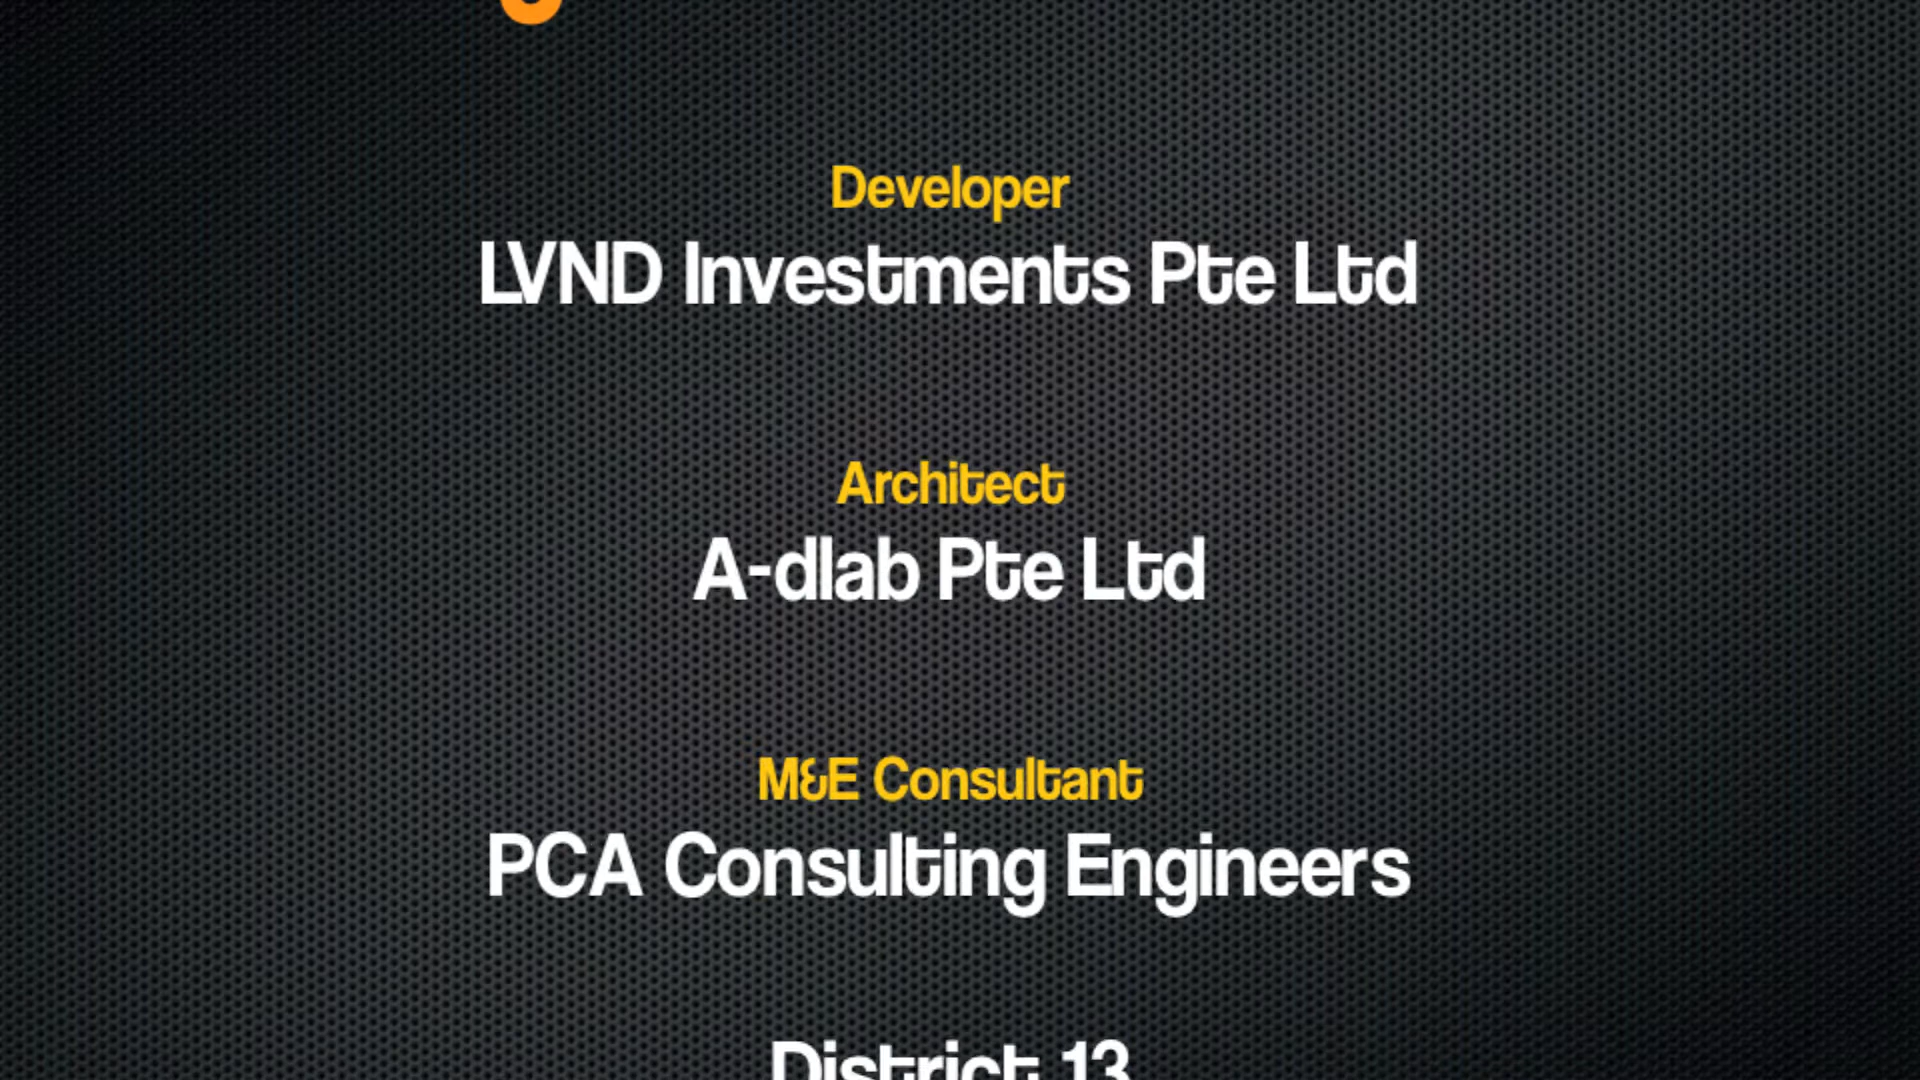 Developer
LVND Investments Pte Ltd
Architect
A-dlab Pte Ltd
M&E Consultant
PCA Consulting Engineers
District 13